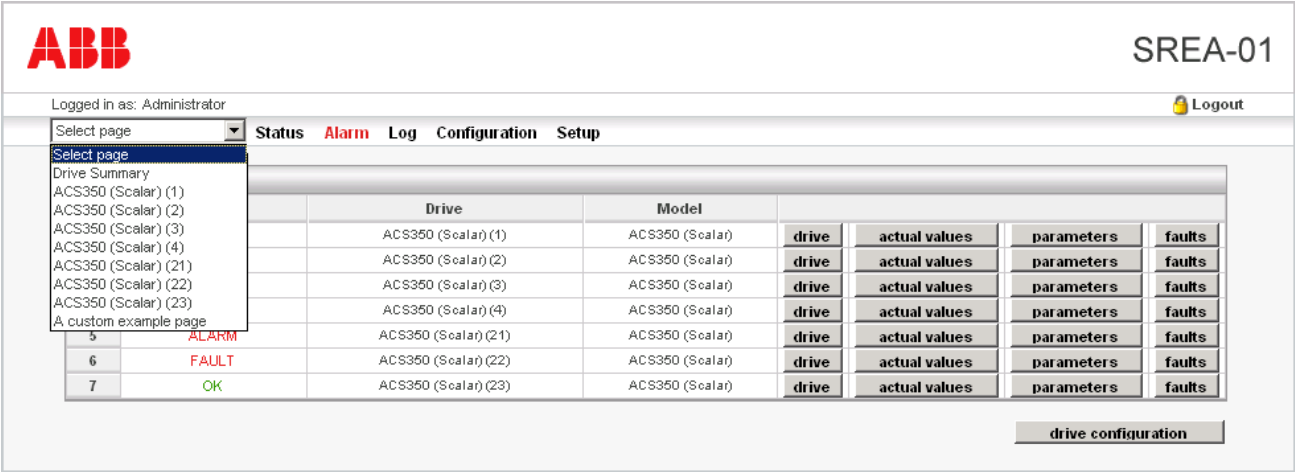 ABB
SREA-01
Logged in as: Administrator
Logout
Select page Status Alarm Log Configuration Setup
Select page
Drive Summary
ACS350 (Scalar) (1)
ACS350 (Scalar) (2)
ACS350 (Scalar) (3)
ACS350 (Scalar) (4)
ACS350 (Scalar) (21)
ACS350 (Scalar) (22)
ACS350 (Scalar) (23)
A custom example page
Drive Model
ACS350 (Scalar) (1) ACS350 (Scalar) drive actual values parameters faults
ACS350 (Scalar) (2) ACS350 (Scalar) drive actual values parameters faults
ACS350 (Scalar) (3) ACS350 (Scalar) drive actual values parameters faults
ACS350 (Scalar) (4) ACS350 (Scalar) drive actual values parameters faults
5 ALARM ACS350 (Scalar) (21) ACS350 (Scalar) drive actual values parameters faults
6 FAULT ACS350 (Scalar) (22) ACS350 (Scalar) drive actual values parameters faults
7 OK ACS350 (Scalar) (23) ACS350 (Scalar) drive actual values parameters faults
drive configuration